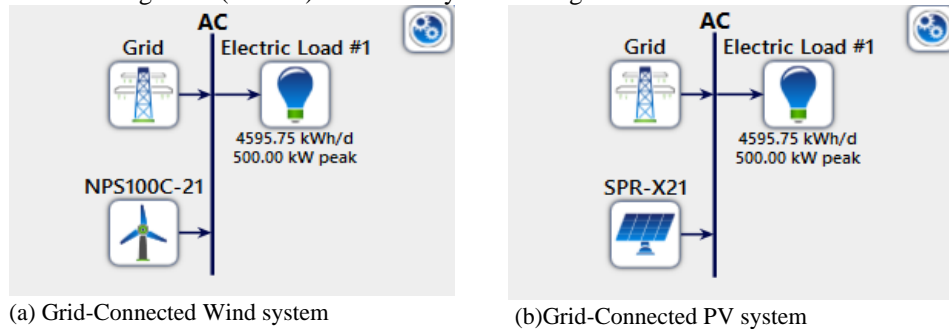 AC
Grid Electric Load #1
4595.75 kWh/d
500.00 kW peak
NPS100C-21
(a) Grid-Connected Wind system
AC
Grid Electric Load #1
4595.75 kWh/d
500.00 kW peak
SPR-X21
(b)Grid-Connected PV system